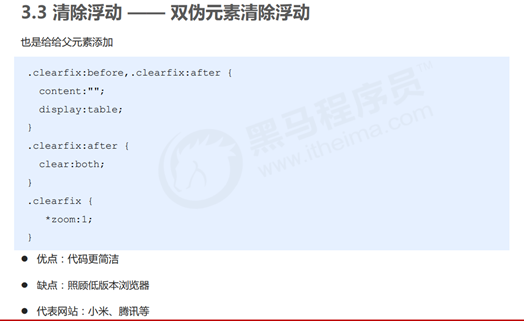 3.3 清除浮动 —— 双伪元素清除浮动
也是给给父元素添加
.clearfix:before,.clearfix:after {
content:"";
display:table;
}
.clearfix:after {
clear:both;
}
.clearfix {
*zoom:1;
}
黑马程序员™
www.itheima.com
● 优点：代码更简洁
● 缺点：照顾低版本浏览器
● 代表网站：小米、腾讯等